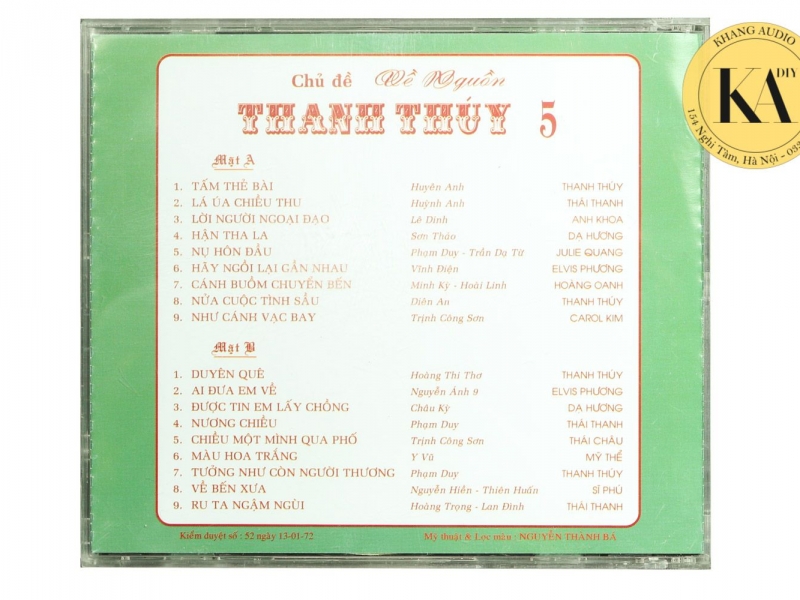 Chủ đề Về Nguồn
THANH THÚY 5
Mặt A
1. TẤM THẺ BÀI Huyền Anh THANH THÚY
2. LÁ ÚA CHIỀU THU Huỳnh Anh THÁI THANH
3. LỜI NGƯỜI NGOẠI ĐẠO Lê Dinh ANH KHOA
4. HẬN THA LA Sơn Thảo DẠ HƯƠNG
5. NỤ HÔN ĐẦU Phạm Duy - Trần Dạ Từ JULIE QUANG
6. HÃY NGỒI LẠI GẦN NHAU Vĩnh Điện ELVIS PHƯƠNG
7. CÁNH BUỒM CHUYỂN BẾN Minh Kỳ - Hoài Linh HOÀNG OANH
8. NỬA CUỘC TÌNH SẦU Diên An THANH THÚY
9. NHƯ CÁNH VẠC BAY Trịnh Công Sơn CAROL KIM
Mặt B
1. DUYÊN QUÊ Hoàng Thi Thơ THANH THÚY
2. AI ĐƯA EM VỀ Nguyễn Ánh 9 ELVIS PHƯƠNG
3. ĐƯỢC TIN EM LẤY CHỒNG Châu Kỳ DẠ HƯƠNG
4. NƯƠNG CHIỀU Phạm Duy THÁI THANH
5. CHIỀU MỘT MÌNH QUA PHỐ Trịnh Công Sơn THÁI CHÂU
6. MÀU HOA TRẮNG Y Vũ MỸ THỂ
7. TƯỞNG NHƯ CÒN NGƯỜI THƯƠNG Phạm Duy THANH THÚY
8. VỀ BẾN XƯA Nguyễn Hiền - Thiên Huấn SĨ PHÚ
9. RU TA NGẬM NGÙI Hoàng Trọng - Lan Đình THÁI THANH
Kiểm duyệt số : 52 ngày 13-01-72 Mỹ thuật & Lọc màu : NGUYỄN THÀNH BÁ
KHANG AUDIO
KA DIY
154 Nghi Tàm, Hà Nội